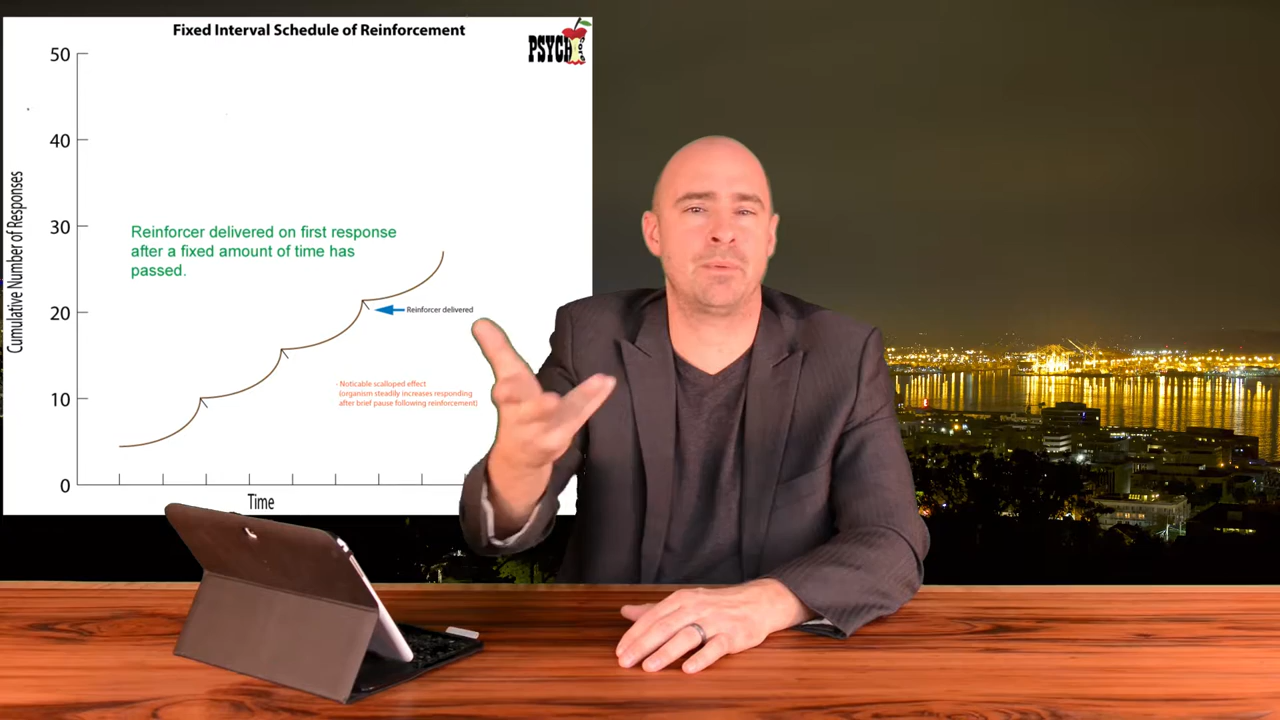 Fixed Interval Schedule of Reinforcement
PSYCH
core
50
40
30
20
10
0
Cumulative Number of Responses
Reinforcer delivered on first response
after a fixed amount of time has
passed.
Reinforcer delivered
- Noticable scalloped effect
(organism steadily increases responding
after brief pause following reinforcement)
Time